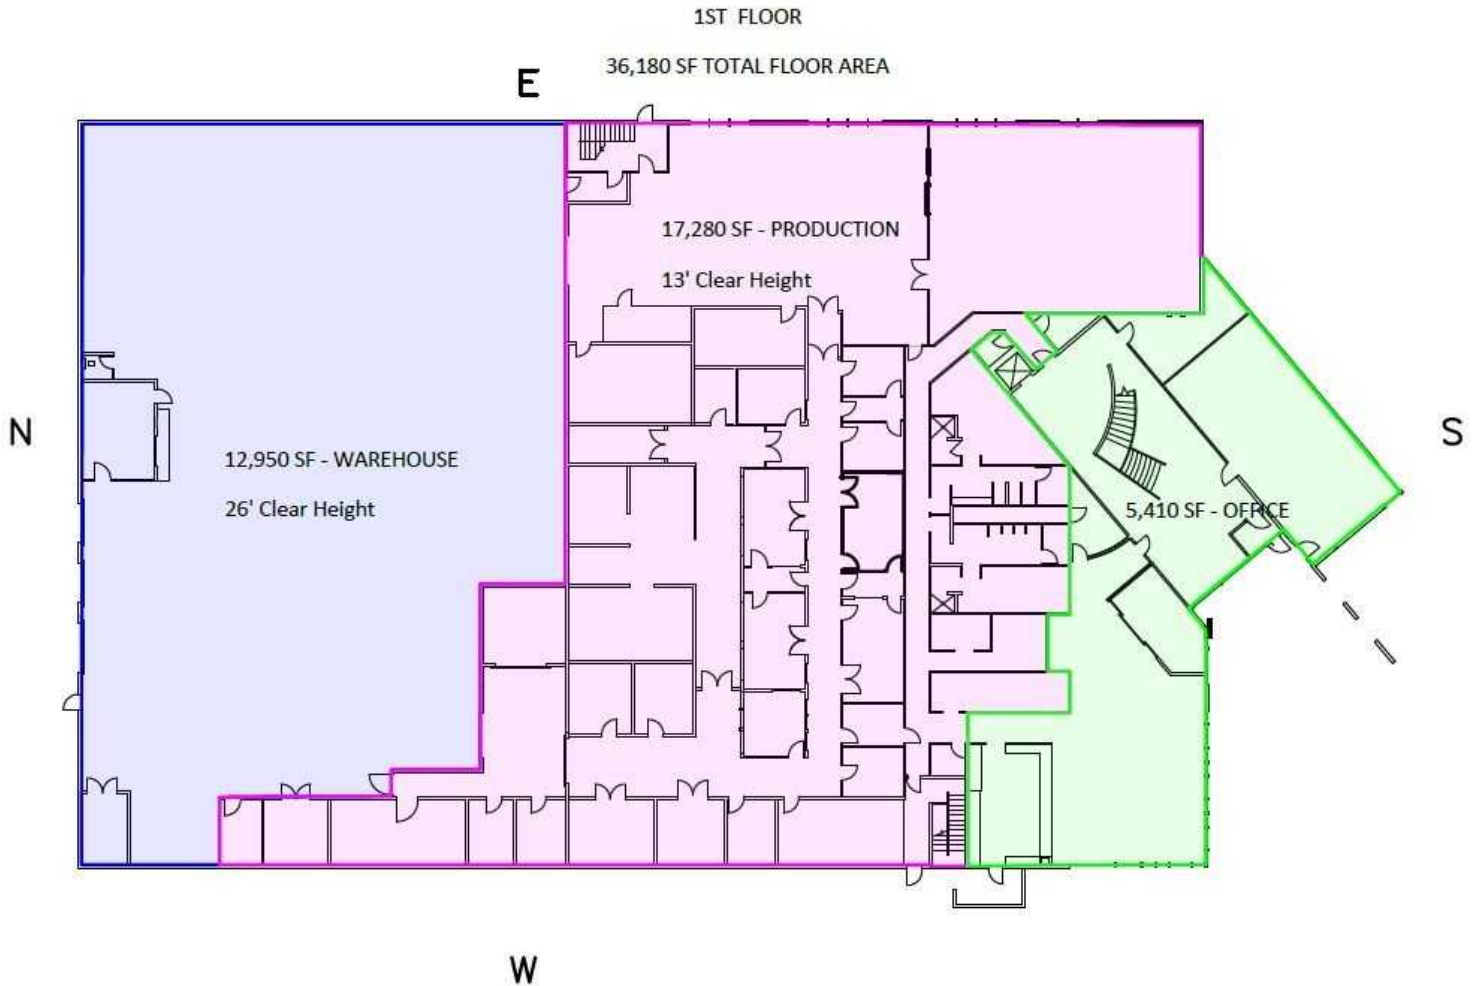 1ST FLOOR
36,180 SF TOTAL FLOOR AREA
E
17,280 SF - PRODUCTION
13' Clear Height
N
S
12,950 SF - WAREHOUSE
26' Clear Height
5,410 SF - OFFICE
W